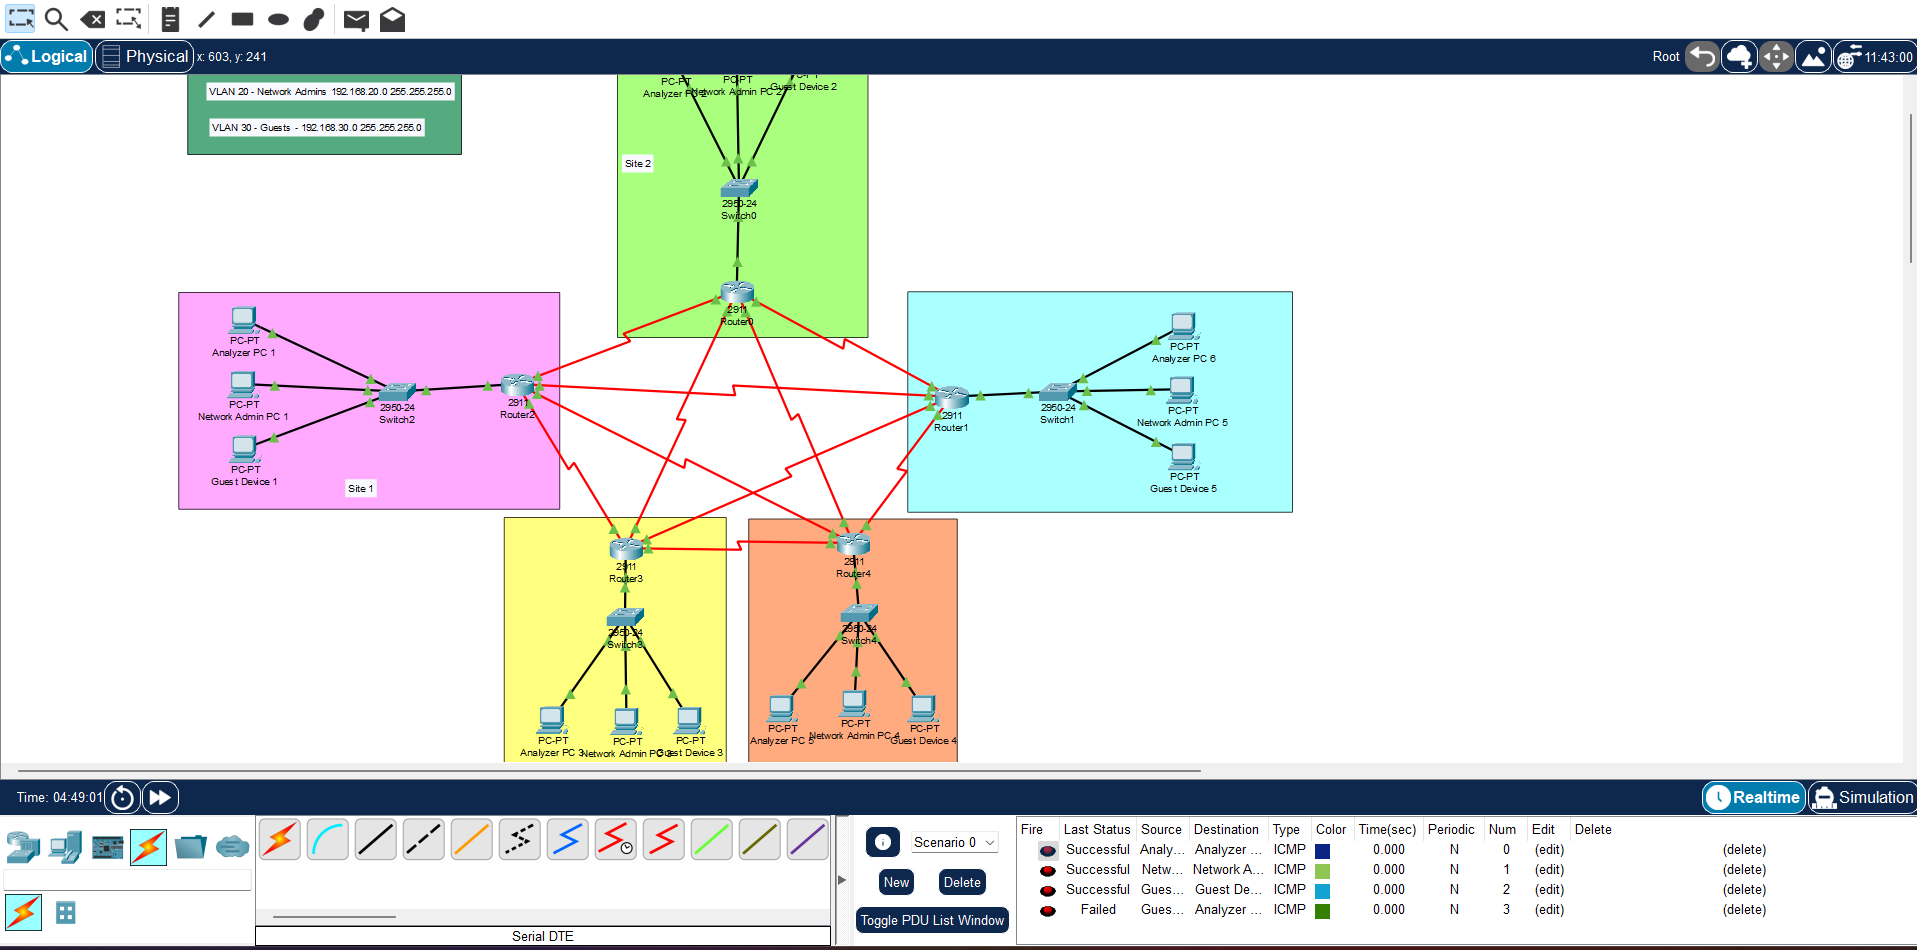 Logical
Physical
x: 603, y: 241
Root
11:43:00
VLAN 20 - Network Admins 192.168.20.0 255.255.255.0
VLAN 30 - Guests - 192.168.30.0 255.255.255.0
PC-PT
Analyzer PC 2
PC-PT
Network Admin PC 2
PC-PT
Guest Device 2
Site 2
2950-24
Switch0
2911
Router0
PC-PT
Analyzer PC 1
PC-PT
Network Admin PC 1
PC-PT
Guest Device 1
2950-24
Switch2
2911
Router2
Site 1
2911
Router1
2950-24
Switch1
PC-PT
Analyzer PC 6
PC-PT
Network Admin PC 5
PC-PT
Guest Device 5
2911
Router3
2950-24
Switch3
PC-PT
Analyzer PC 3
PC-PT
Network Admin PC 3
PC-PT
Guest Device 3
2911
Router4
2950-24
Switch4
PC-PT
Analyzer PC 5
PC-PT
Network Admin PC 4
PC-PT
Guest Device 4
Time: 04:49:01
Realtime
Simulation
Serial DTE
Scenario 0
New
Delete
Toggle PDU List Window
Fire Last Status Source Destination Type Color Time(sec) Periodic Num Edit Delete
Successful Analy... Analyzer ... ICMP 0.000 N 0 (edit) (delete)
Successful Netw... Network A... ICMP 0.000 N 1 (edit) (delete)
Successful Gues... Guest De... ICMP 0.000 N 2 (edit) (delete)
Failed Gues... Analyzer ... ICMP 0.000 N 3 (edit) (delete)